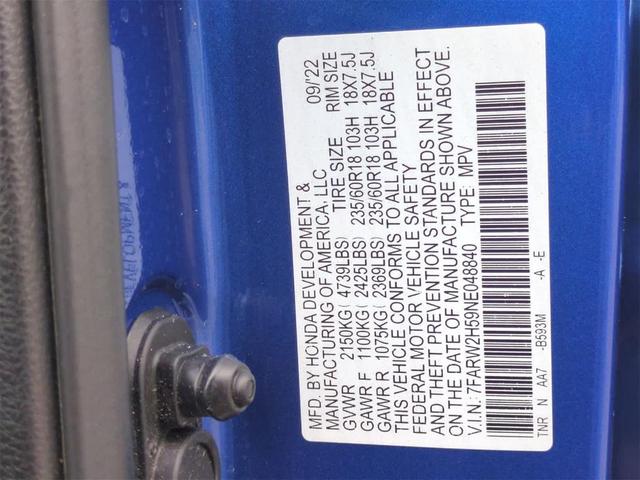 MFD. BY HONDA DEVELOPMENT &
MANUFACTURING OF AMERICA, LLC 09/'22
GVWR 2150KG ( 4739LBS) TIRE SIZE RIM SIZE
GAWR F 1100KG ( 2425LBS) 235/60R18 103H 18X7.5J
GAWR R 1075KG ( 2369LBS) 235/60R18 103H 18X7.5J
THIS VEHICLE CONFORMS TO ALL APPLICABLE
FEDERAL MOTOR VEHICLE SAFETY
AND THEFT PREVENTION STANDARDS IN EFFECT
ON THE DATE OF MANUFACTURE SHOWN ABOVE.
V.I.N.: 7FARW2H59NE048840 TYPE: MPV
TNR N AA7 -B593M -A -E